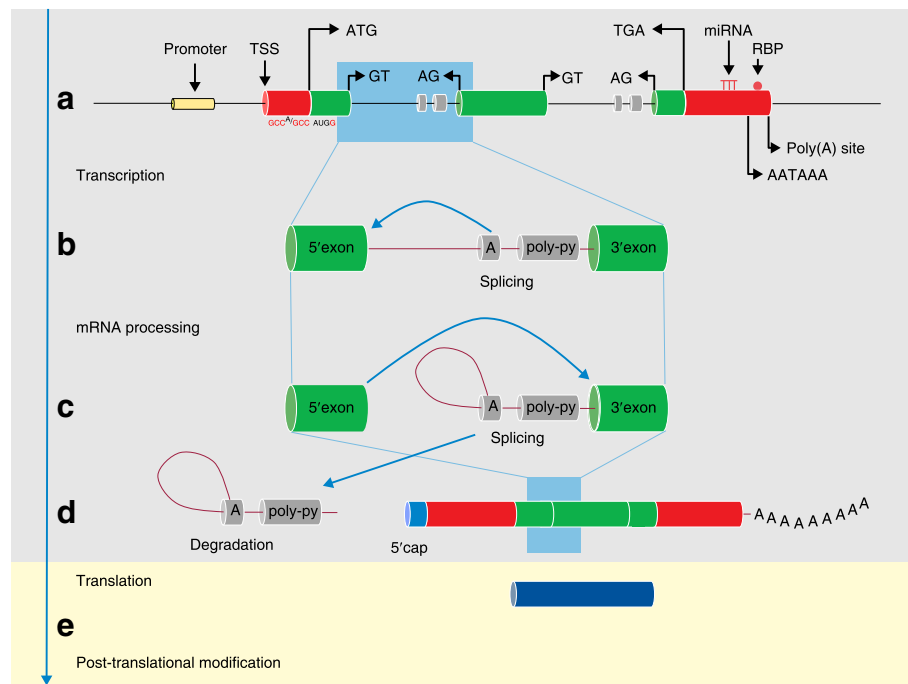 ATG
TGA
miRNA
Promoter
TSS
RBP
GT
AG
GT
AG
a
GCCA/GCC AUGG
Poly(A) site
Transcription
AATAAA
b
5′exon
A
poly-py
3′exon
Splicing
mRNA processing
c
5′exon
A
poly-py
3′exon
Splicing
d
A
poly-py
AAAAAAAAA
Degradation
5′cap
Translation
e
Post-translational modification